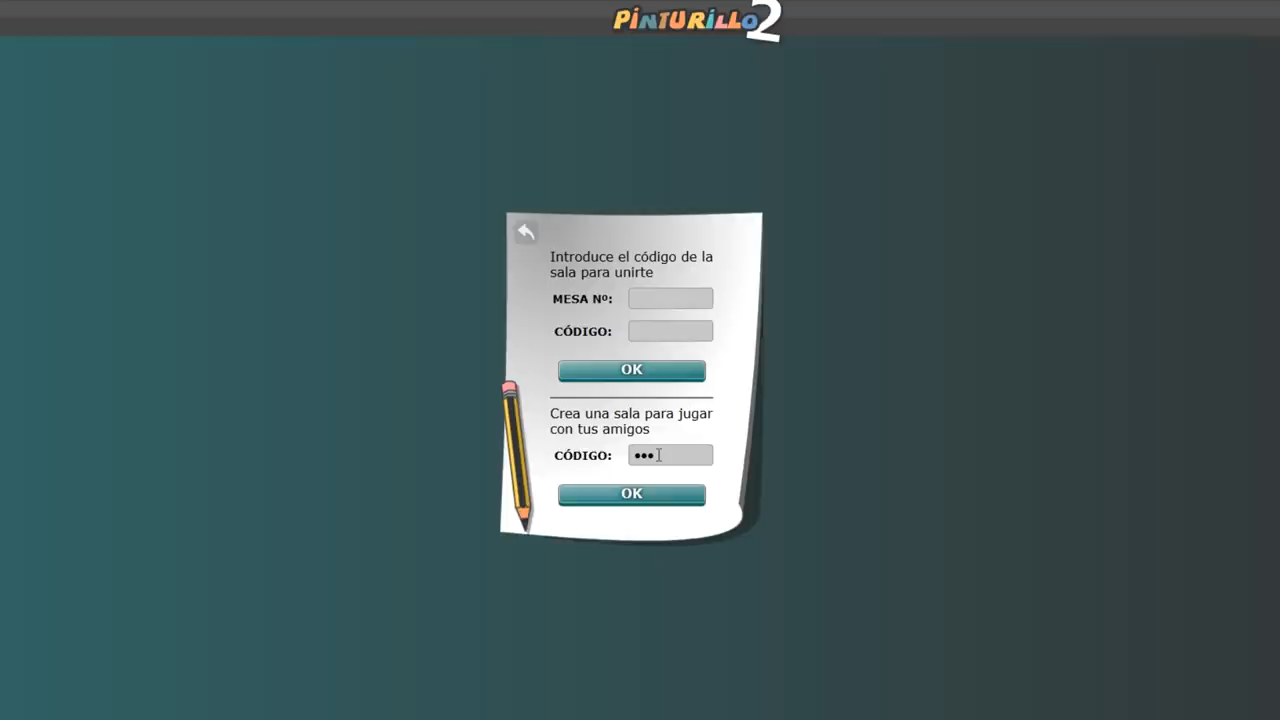 PINTURILLO 2
Introduce el código de la
sala para unirte
MESA Nº:
CÓDIGO:
OK
Crea una sala para jugar
con tus amigos
CÓDIGO: •••
OK